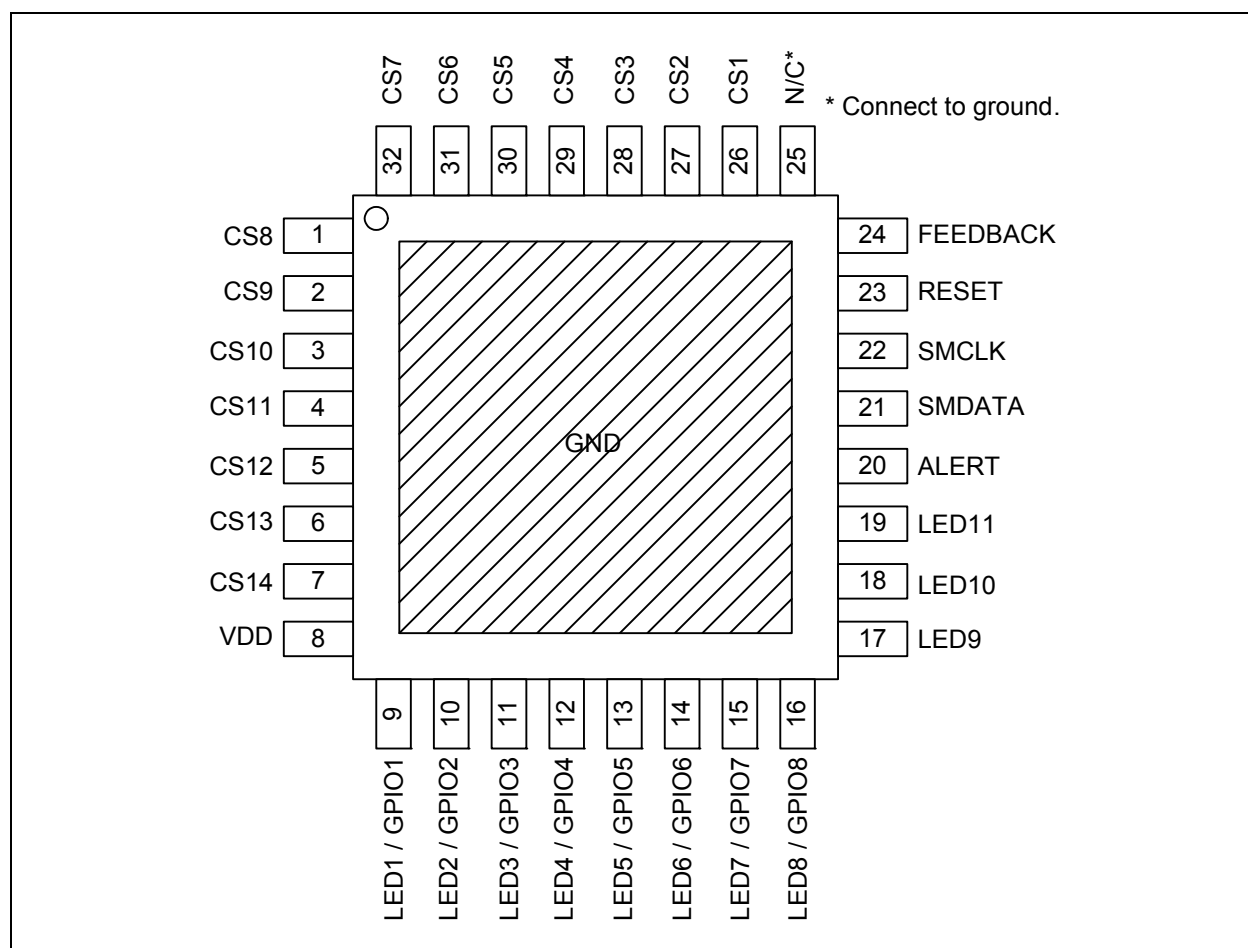 CS7
CS6
CS5
CS4
CS3
CS2
CS1
N/C*
* Connect to ground.
32
31
30
29
28
27
26
25
CS8 1
24 FEEDBACK
CS9 2
23 RESET
CS10 3
22 SMCLK
CS11 4
21 SMDATA
GND
CS12 5
20 ALERT
CS13 6
19 LED11
CS14 7
18 LED10
VDD 8
17 LED9
9
10
11
12
13
14
15
16
LED1 / GPIO1
LED2 / GPIO2
LED3 / GPIO3
LED4 / GPIO4
LED5 / GPIO5
LED6 / GPIO6
LED7 / GPIO7
LED8 / GPIO8